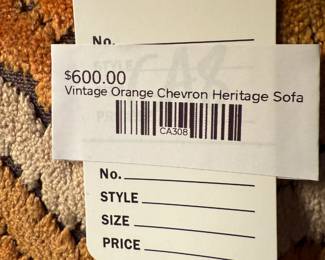 No.
$600.00
Vintage Orange Chevron Heritage Sofa
CA308
No.
STYLE
SIZE
PRICE